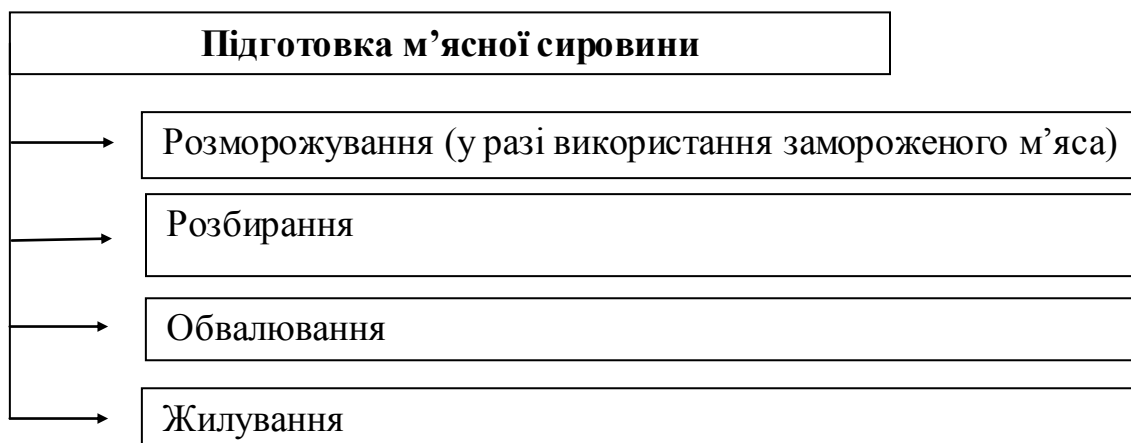 Підготовка м’ясної сировини
Розморожування (у разі використання замороженого м’яса)
Розбирання
Обвалювання
Жилування